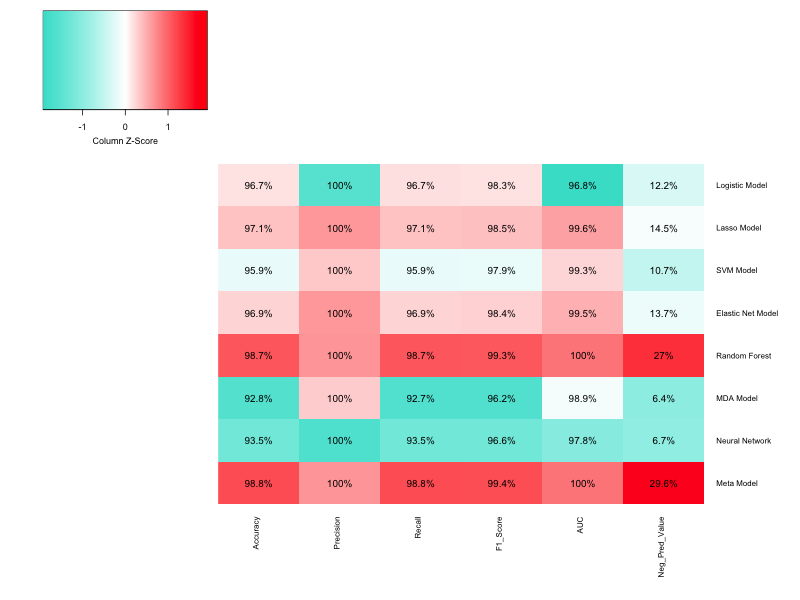 -1 0 1
Column Z-Score
96.7% 100% 96.7% 98.3% 96.8% 12.2% Logistic Model
97.1% 100% 97.1% 98.5% 99.6% 14.5% Lasso Model
95.9% 100% 95.9% 97.9% 99.3% 10.7% SVM Model
96.9% 100% 96.9% 98.4% 99.5% 13.7% Elastic Net Model
98.7% 100% 98.7% 99.3% 100% 27% Random Forest
92.8% 100% 92.7% 96.2% 98.9% 6.4% MDA Model
93.5% 100% 93.5% 96.6% 97.8% 6.7% Neural Network
98.8% 100% 98.8% 99.4% 100% 29.6% Meta Model
Accuracy Precision Recall F1_Score AUC Neg_Pred_Value